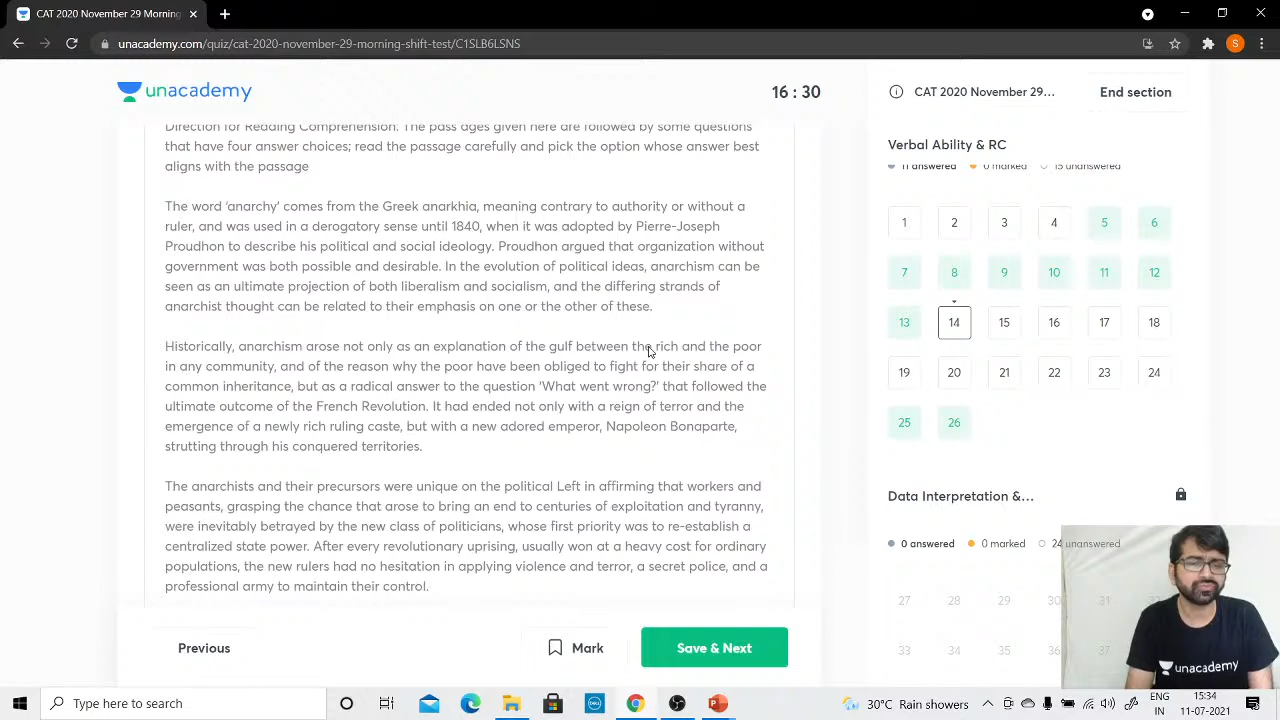 CAT 2020 November 29 Morning
unacademy.com/quiz/cat-2020-november-29-morning-shift-test/C1SLB6LSNS
S
unacademy
16 : 30
CAT 2020 November 29...
End section
Direction for Reading Comprehension: The pass ages given here are followed by some questions
that have four answer choices; read the passage carefully and pick the option whose answer best
aligns with the passage
The word 'anarchy' comes from the Greek anarkhia, meaning contrary to authority or without a
ruler, and was used in a derogatory sense until 1840, when it was adopted by Pierre-Joseph
Proudhon to describe his political and social ideology. Proudhon argued that organization without
government was both possible and desirable. In the evolution of political ideas, anarchism can be
seen as an ultimate projection of both liberalism and socialism, and the differing strands of
anarchist thought can be related to their emphasis on one or the other of these.
Historically, anarchism arose not only as an explanation of the gulf between the rich and the poor
in any community, and of the reason why the poor have been obliged to fight for their share of a
common inheritance, but as a radical answer to the question 'What went wrong?' that followed the
ultimate outcome of the French Revolution. It had ended not only with a reign of terror and the
emergence of a newly rich ruling caste, but with a new adored emperor, Napoleon Bonaparte,
strutting through his conquered territories.
The anarchists and their precursors were unique on the political Left in affirming that workers and
peasants, grasping the chance that arose to bring an end to centuries of exploitation and tyranny,
were inevitably betrayed by the new class of politicians, whose first priority was to re-establish a
centralized state power. After every revolutionary uprising, usually won at a heavy cost for ordinary
populations, the new rulers had no hesitation in applying violence and terror, a secret police, and a
professional army to maintain their control.
Previous
Mark
Save & Next
Verbal Ability & RC
11 answered 0 marked 15 unanswered
1 2 3 4 5 6
7 8 9 10 11 12
13 14 15 16 17 18
19 20 21 22 23 24
25 26
Data Interpretation &...
0 answered 0 marked 24 unanswered
27 28 29 30 31
33 34 35 36 37
unacademy
Type here to search
DELL
30°C Rain showers
ENG
IN
15:34
11-07-2021